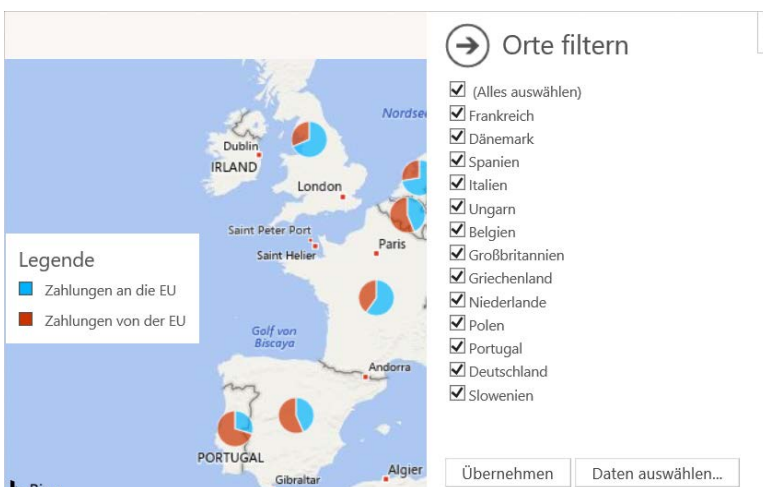 Orte filtern
(Alles auswählen)
Frankreich
Dänemark
Spanien
Italien
Ungarn
Belgien
Großbritannien
Griechenland
Niederlande
Polen
Portugal
Deutschland
Slowenien
Übernehmen
Daten auswählen...
Legende
Zahlungen an die EU
Zahlungen von der EU
Dublin
IRLAND
London
Saint Peter Port
Saint Helier
Paris
Golf von
Biscaya
Andorra
PORTUGAL
Gibraltar
Algier